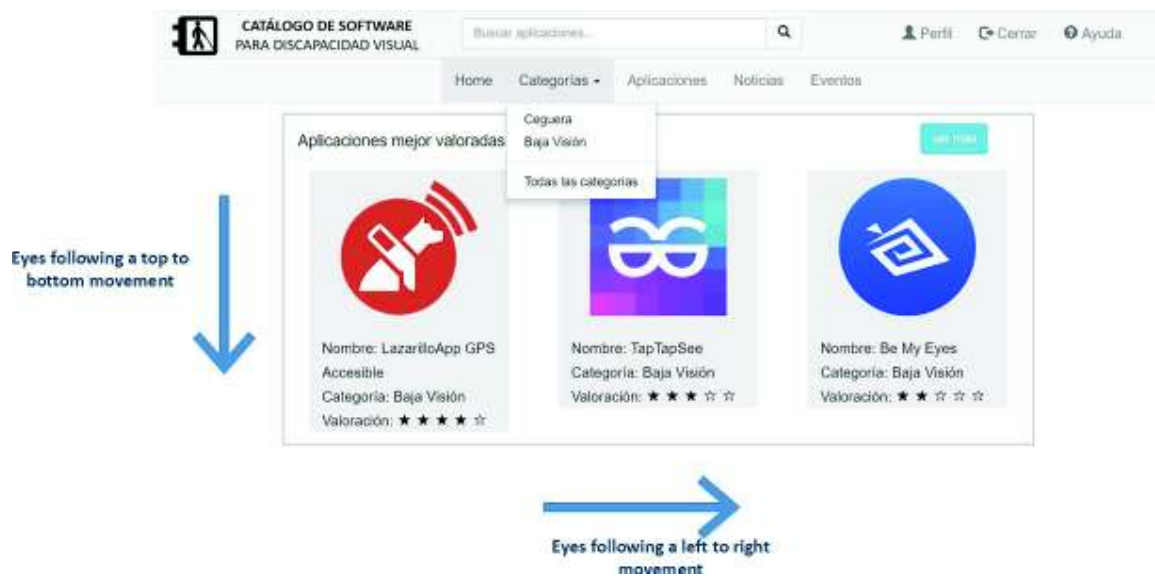 CATÁLOGO DE SOFTWARE
PARA DISCAPACIDAD VISUAL
Buscar aplicaciones...
Perfil
Cerrar
Ayuda
Home
Categorías
Aplicaciones
Noticias
Eventos
Ceguera
Baja Visión
Todas las categorías
Aplicaciones mejor valoradas
ver más
Nombre: LazarilloApp GPS
Accesible
Categoría: Baja Visión
Valoración: ★ ★ ★ ★ ☆
Nombre: TapTapSee
Categoría: Baja Visión
Valoración: ★ ★ ★ ☆ ☆
Nombre: Be My Eyes
Categoría: Baja Visión
Valoración: ★ ★ ☆ ☆ ☆
Eyes following a top to
bottom movement
Eyes following a left to right
movement